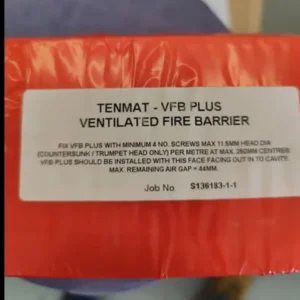 TENMAT - VFB PLUS
VENTILATED FIRE BARRIER
FIX VFB PLUS WITH MINIMUM 4 NO. SCREWS MAX 11.5MM HEAD DIA
(COUNTERSUNK / TRUMPET HEAD ONLY) PER METRE AT MAX. 250MM CENTRES
VFB PLUS SHOULD BE INSTALLED WITH THIS FACE FACING OUT IN TO CAVITY.
MAX. REMAINING AIR GAP = 44MM.
Job No. S136183-1-1